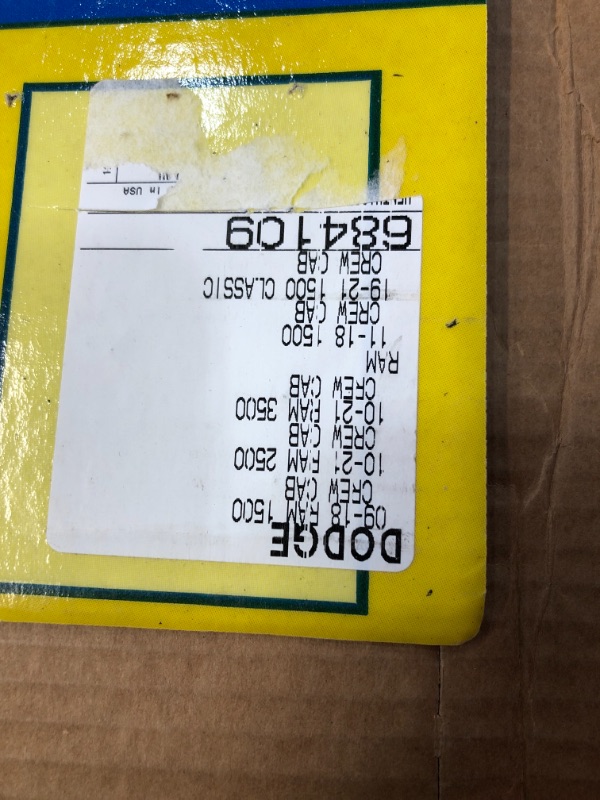 DODGE
09-18 RAM 1500
CREW CAB
10-21 RAM 2500
CREW CAB
10-21 RAM 3500
CREW CAB
RAM
11-18 1500
CREW CAB
19-21 1500 CLASSIC
CREW CAB
684109
In USA